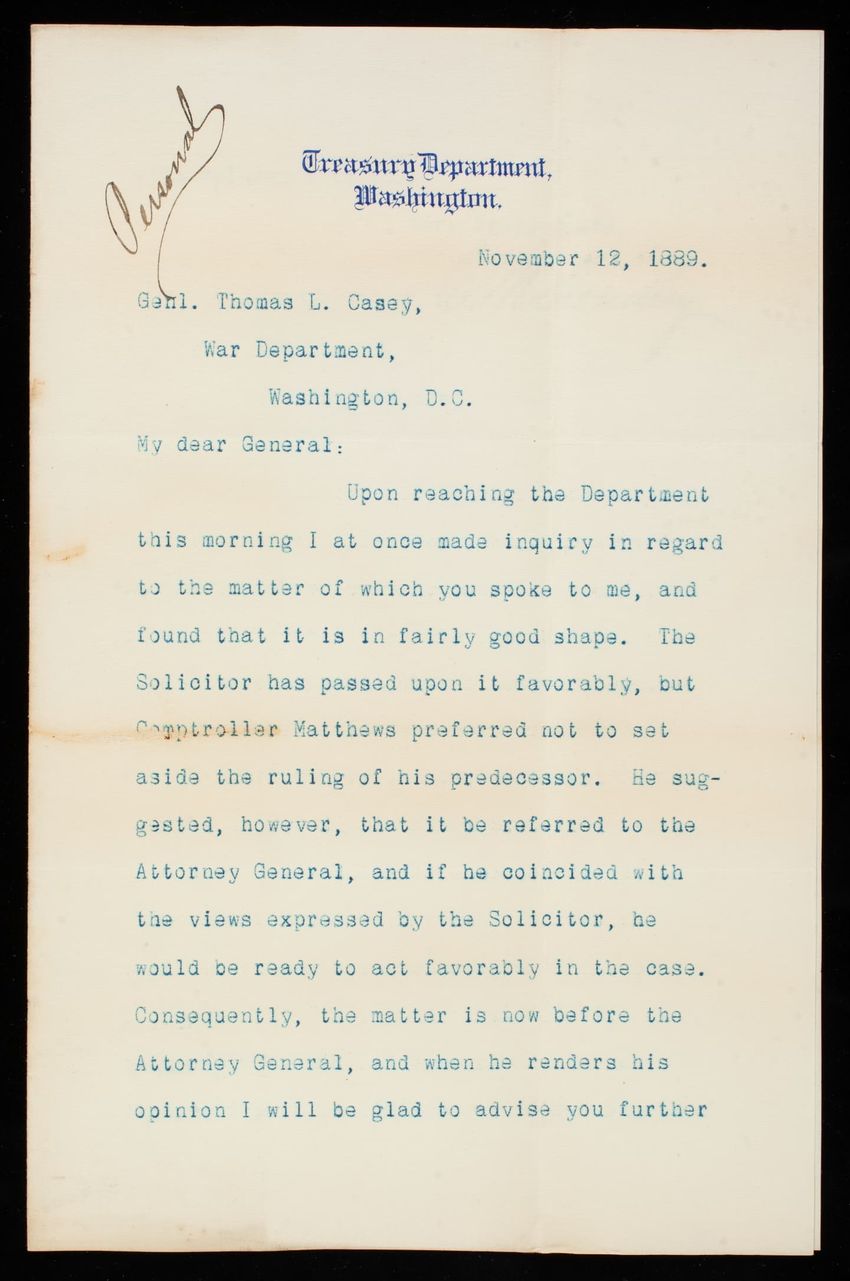 Personal
Treasury Department,
Washington.
November 12, 1889.
Genl. Thomas L. Casey,
War Department,
Washington, D.C.
My dear General:
Upon reaching the Department
this morning I at once made inquiry in regard
to the matter of which you spoke to me, and
found that it is in fairly good shape. The
Solicitor has passed upon it favorably, but
Comptroller Matthews preferred not to set
aside the ruling of his predecessor. He sug-
gested, however, that it be referred to the
Attorney General, and if he coincided with
the views expressed by the Solicitor, he
would be ready to act favorably in the case.
Consequently, the matter is now before the
Attorney General, and when he renders his
opinion I will be glad to advise you further